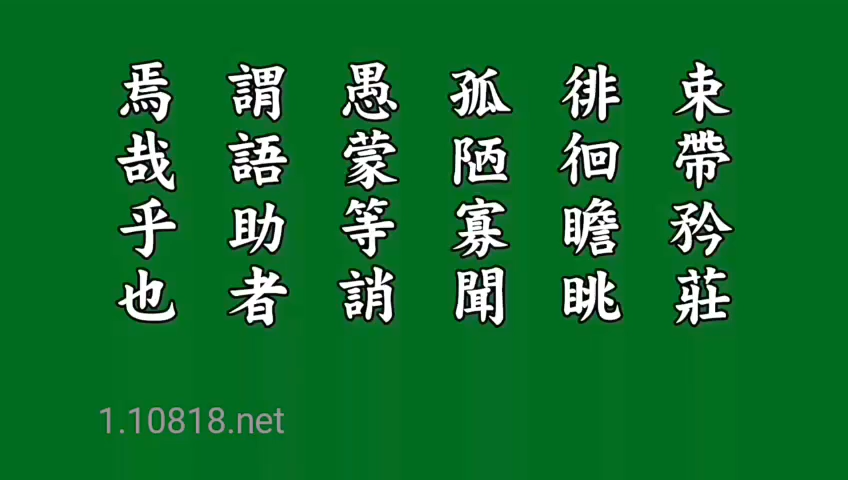 束帶矜莊
徘徊瞻眺
孤陋寡聞
愚蒙等誚
謂語助者
焉哉乎也
1.10818.net